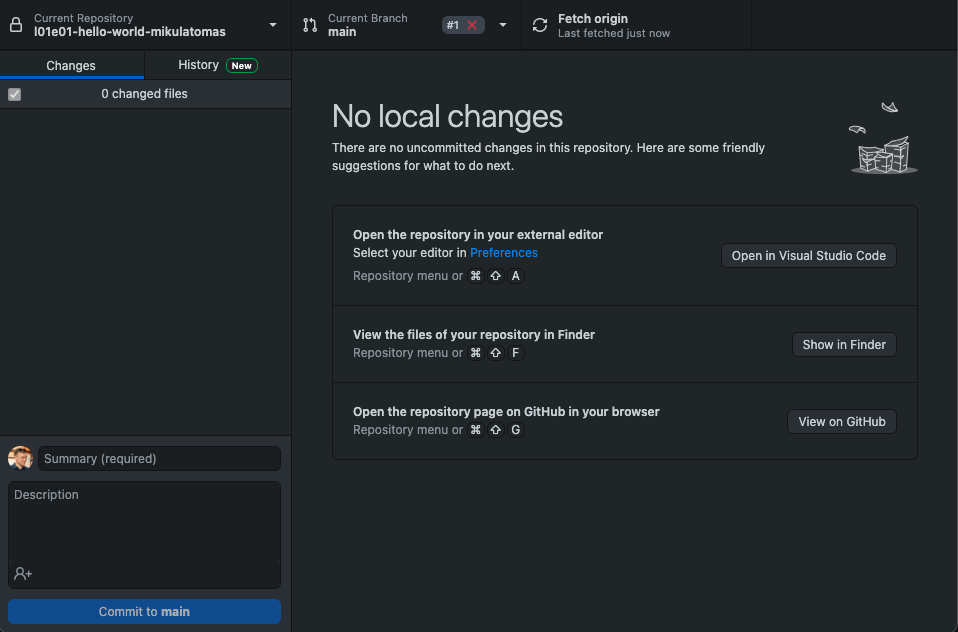 Current Repository
l01e01-hello-world-mikulatomas
Current Branch
main
#1
Fetch origin
Last fetched just now
Changes
History New
0 changed files
No local changes
There are no uncommitted changes in this repository. Here are some friendly
suggestions for what to do next.
Open the repository in your external editor
Select your editor in Preferences
Repository menu or ⌘ ⇧ A
Open in Visual Studio Code
View the files of your repository in Finder
Repository menu or ⌘ ⇧ F
Show in Finder
Open the repository page on GitHub in your browser
Repository menu or ⌘ ⇧ G
View on GitHub
Summary (required)
Description
Commit to main